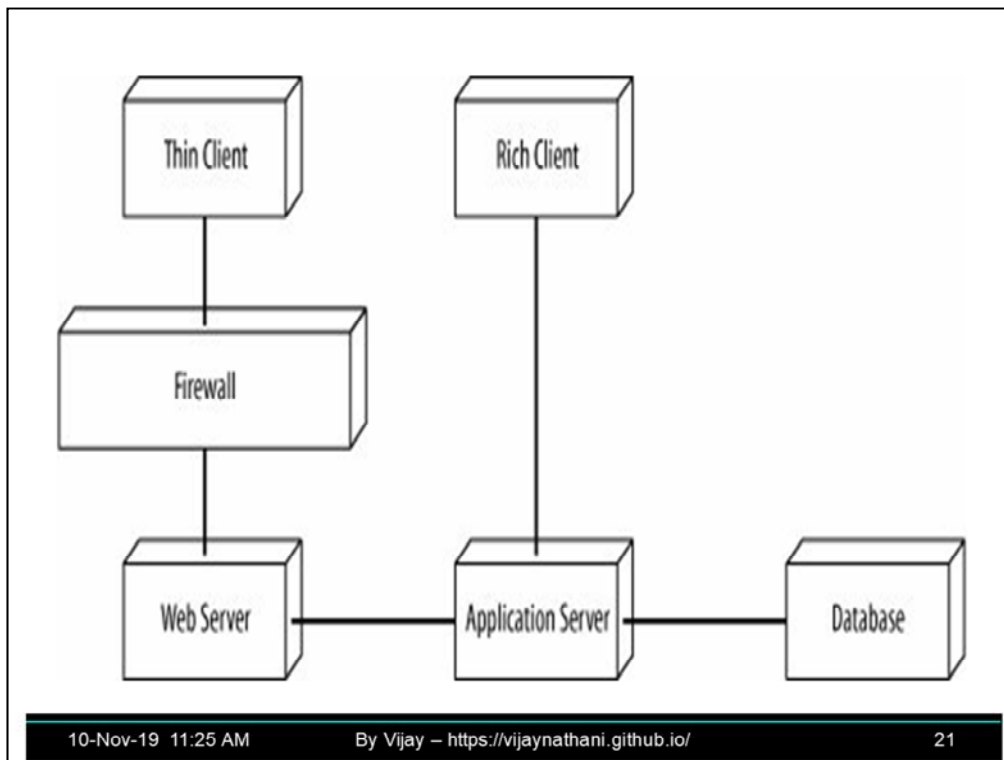 Thin Client
Rich Client
Firewall
Web Server
Application Server
Database
10-Nov-19 11:25 AM
By Vijay – https://vijaynathani.github.io/
21